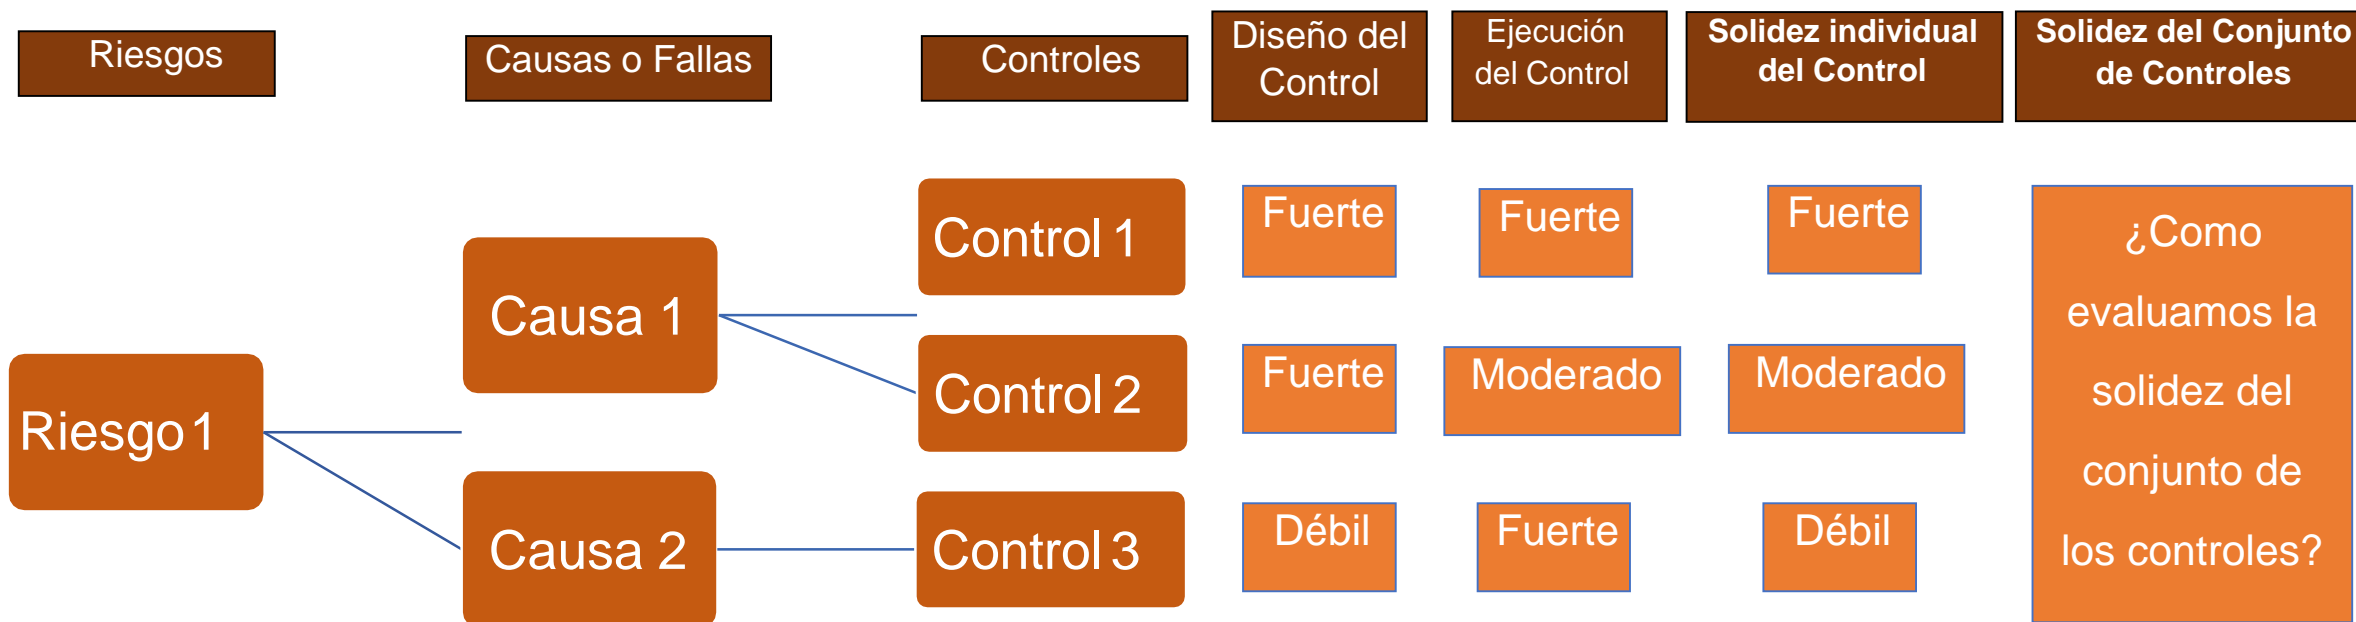 Riesgos
Causas o Fallas
Controles
Diseño del
Control
Ejecución
del Control
Solidez individual
del Control
Solidez del Conjunto
de Controles
Riesgo 1
Causa 1
Causa 2
Control 1
Fuerte
Fuerte
Fuerte
Control 2
Fuerte
Moderado
Moderado
Control 3
Débil
Fuerte
Débil
¿Como
evaluamos la
solidez del
conjunto de
los controles?